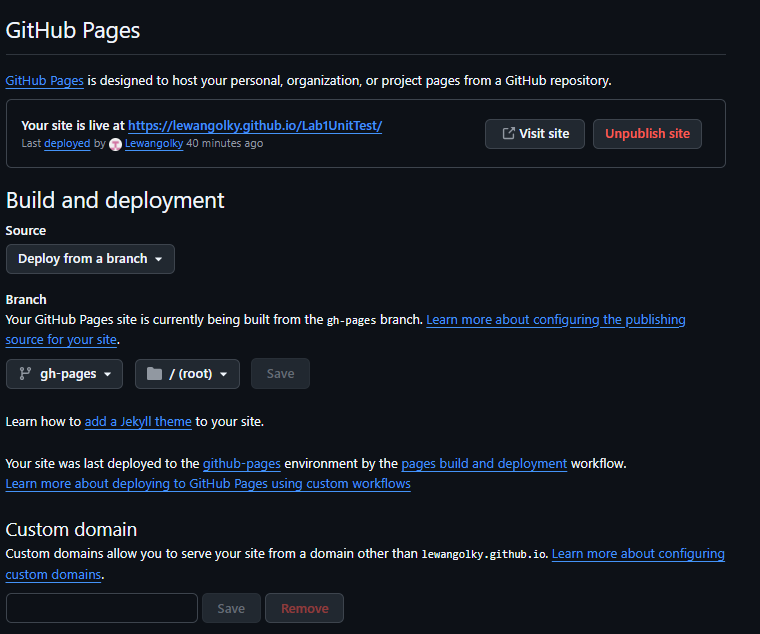 GitHub Pages
GitHub Pages is designed to host your personal, organization, or project pages from a GitHub repository.
Your site is live at https://lewangolky.github.io/Lab1UnitTest/
Last deployed by Lewangolky 40 minutes ago
Visit site
Unpublish site
Build and deployment
Source
Deploy from a branch
Branch
Your GitHub Pages site is currently being built from the gh-pages branch. Learn more about configuring the publishing
source for your site.
gh-pages
/ (root)
Save
Learn how to add a Jekyll theme to your site.
Your site was last deployed to the github-pages environment by the pages build and deployment workflow.
Learn more about deploying to GitHub Pages using custom workflows
Custom domain
Custom domains allow you to serve your site from a domain other than lewangolky.github.io. Learn more about configuring
custom domains.
Save
Remove